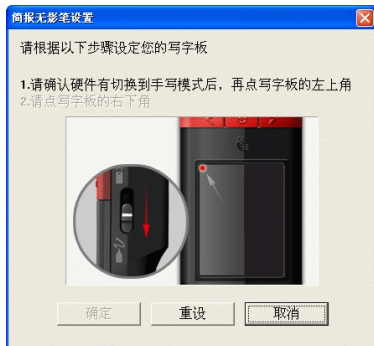 简报无影笔设置
请根据以下步骤设定您的写字板
1.请确认硬件有切换到手写模式后，再点写字板的左上角
2.请点写字板的右下角
确定
重设
取消